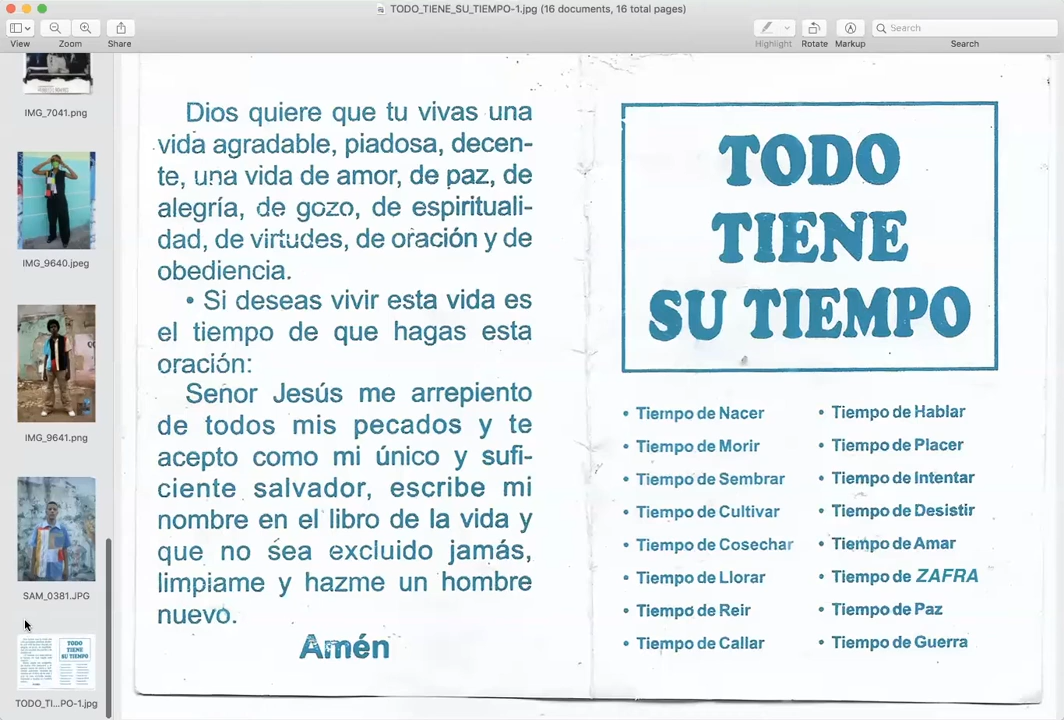 TODO_TIENE_SU_TIEMPO-1.jpg (16 documents, 16 total pages)
View
Zoom
Share
Highlight
Rotate
Markup
Search
Search
IMG_7041.png
IMG_9640.jpeg
IMG_9641.png
SAM_0381.JPG
TODO_TI...PO-1.jpg
Dios quiere que tu vivas una
vida agradable, piadosa, decen-
te, una vida de amor, de paz, de
alegría, de gozo, de espirituali-
dad, de virtudes, de oración y de
obediencia.
• Si deseas vivir esta vida es
el tiempo de que hagas esta
oración:
Senor Jesús me arrepiento
de todos mis pecados y te
acepto como mi único y sufi-
ciente salvador, escribe mi
nombre en el libro de la vida y
que no sea excluido jamás,
limpiame y hazme un hombre
nuevo.
Amén
TODO
TIENE
SU TIEMPO
• Tiempo de Nacer
• Tiempo de Morir
• Tiempo de Sembrar
• Tiempo de Cultivar
• Tiempo de Cosechar
• Tiempo de Llorar
• Tiempo de Reir
• Tiempo de Callar
• Tiempo de Hablar
• Tiempo de Placer
• Tiempo de Intentar
• Tiempo de Desistir
• Tiempo de Amar
• Tiempo de ZAFRA
• Tiempo de Paz
• Tiempo de Guerra